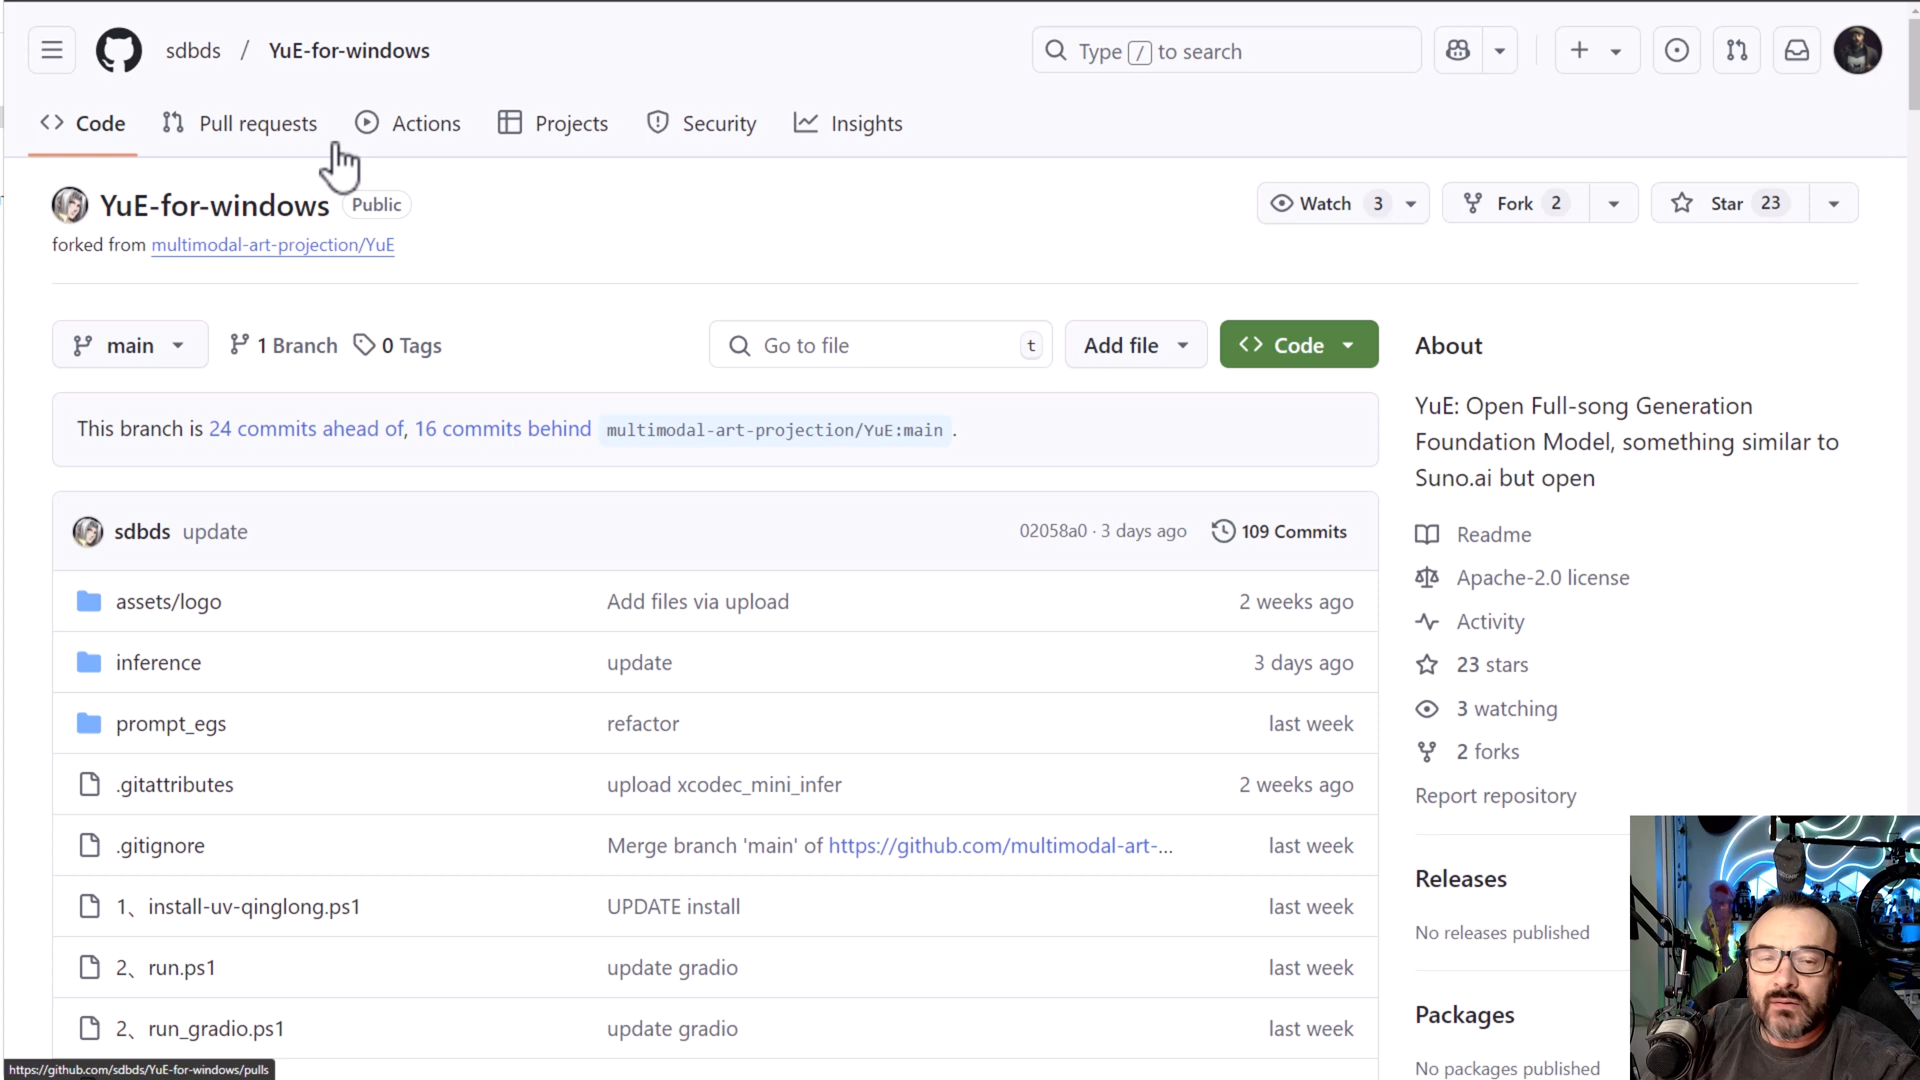 sdbds / YuE-for-windows
Type / to search
Code
Pull requests
Actions
Projects
Security
Insights
YuE-for-windows
Public
Watch 3
Fork 2
Star 23
forked from multimodal-art-projection/YuE
main
1 Branch
0 Tags
Go to file
t
Add file
Code
This branch is 24 commits ahead of, 16 commits behind multimodal-art-projection/YuE:main .
sdbds update
02058a0 · 3 days ago
109 Commits
assets/logo
Add files via upload
2 weeks ago
inference
update
3 days ago
prompt_egs
refactor
last week
.gitattributes
upload xcodec_mini_infer
2 weeks ago
.gitignore
Merge branch 'main' of https://github.com/multimodal-art-...
last week
1、install-uv-qinglong.ps1
UPDATE install
last week
2、run.ps1
update gradio
last week
2、run_gradio.ps1
update gradio
last week
About
YuE: Open Full-song Generation
Foundation Model, something similar to
Suno.ai but open
Readme
Apache-2.0 license
Activity
23 stars
3 watching
2 forks
Report repository
Releases
No releases published
Packages
No packages published
https://github.com/sdbds/YuE-for-windows/pulls